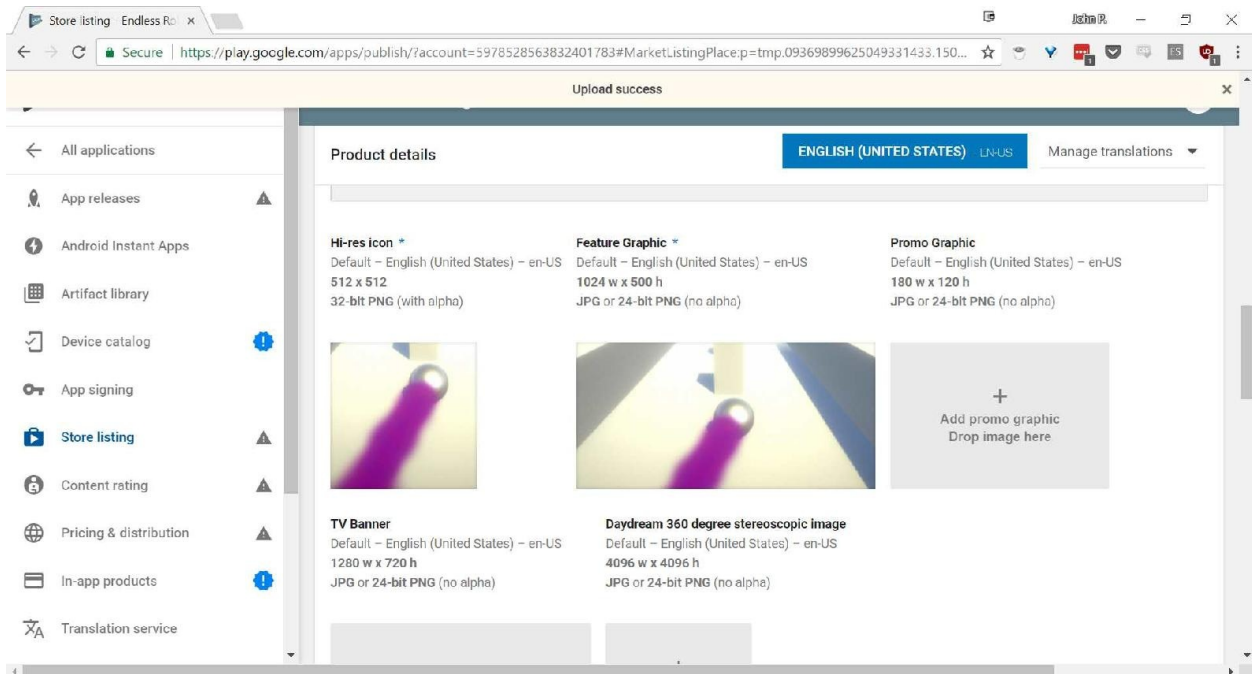 Store listing - Endless Ro
John R.
Secure | https://play.google.com/apps/publish/?account=5978528563832401783#MarketListingPlace:p=tmp.09369899625049331433.150...
ES
Upload success
All applications
App releases
Android Instant Apps
Artifact library
Device catalog
App signing
Store listing
Content rating
Pricing & distribution
In-app products
Translation service
Product details
ENGLISH (UNITED STATES) EN-US
Manage translations
Hi-res icon *
Default – English (United States) – en-US
512 x 512
32-bit PNG (with alpha)
Feature Graphic *
Default – English (United States) – en-US
1024 w x 500 h
JPG or 24-bit PNG (no alpha)
Promo Graphic
Default – English (United States) – en-US
180 w x 120 h
JPG or 24-bit PNG (no alpha)
+
Add promo graphic
Drop image here
TV Banner
Default – English (United States) – en-US
1280 w x 720 h
JPG or 24-bit PNG (no alpha)
Daydream 360 degree stereoscopic image
Default – English (United States) – en-US
4096 w x 4096 h
JPG or 24-bit PNG (no alpha)